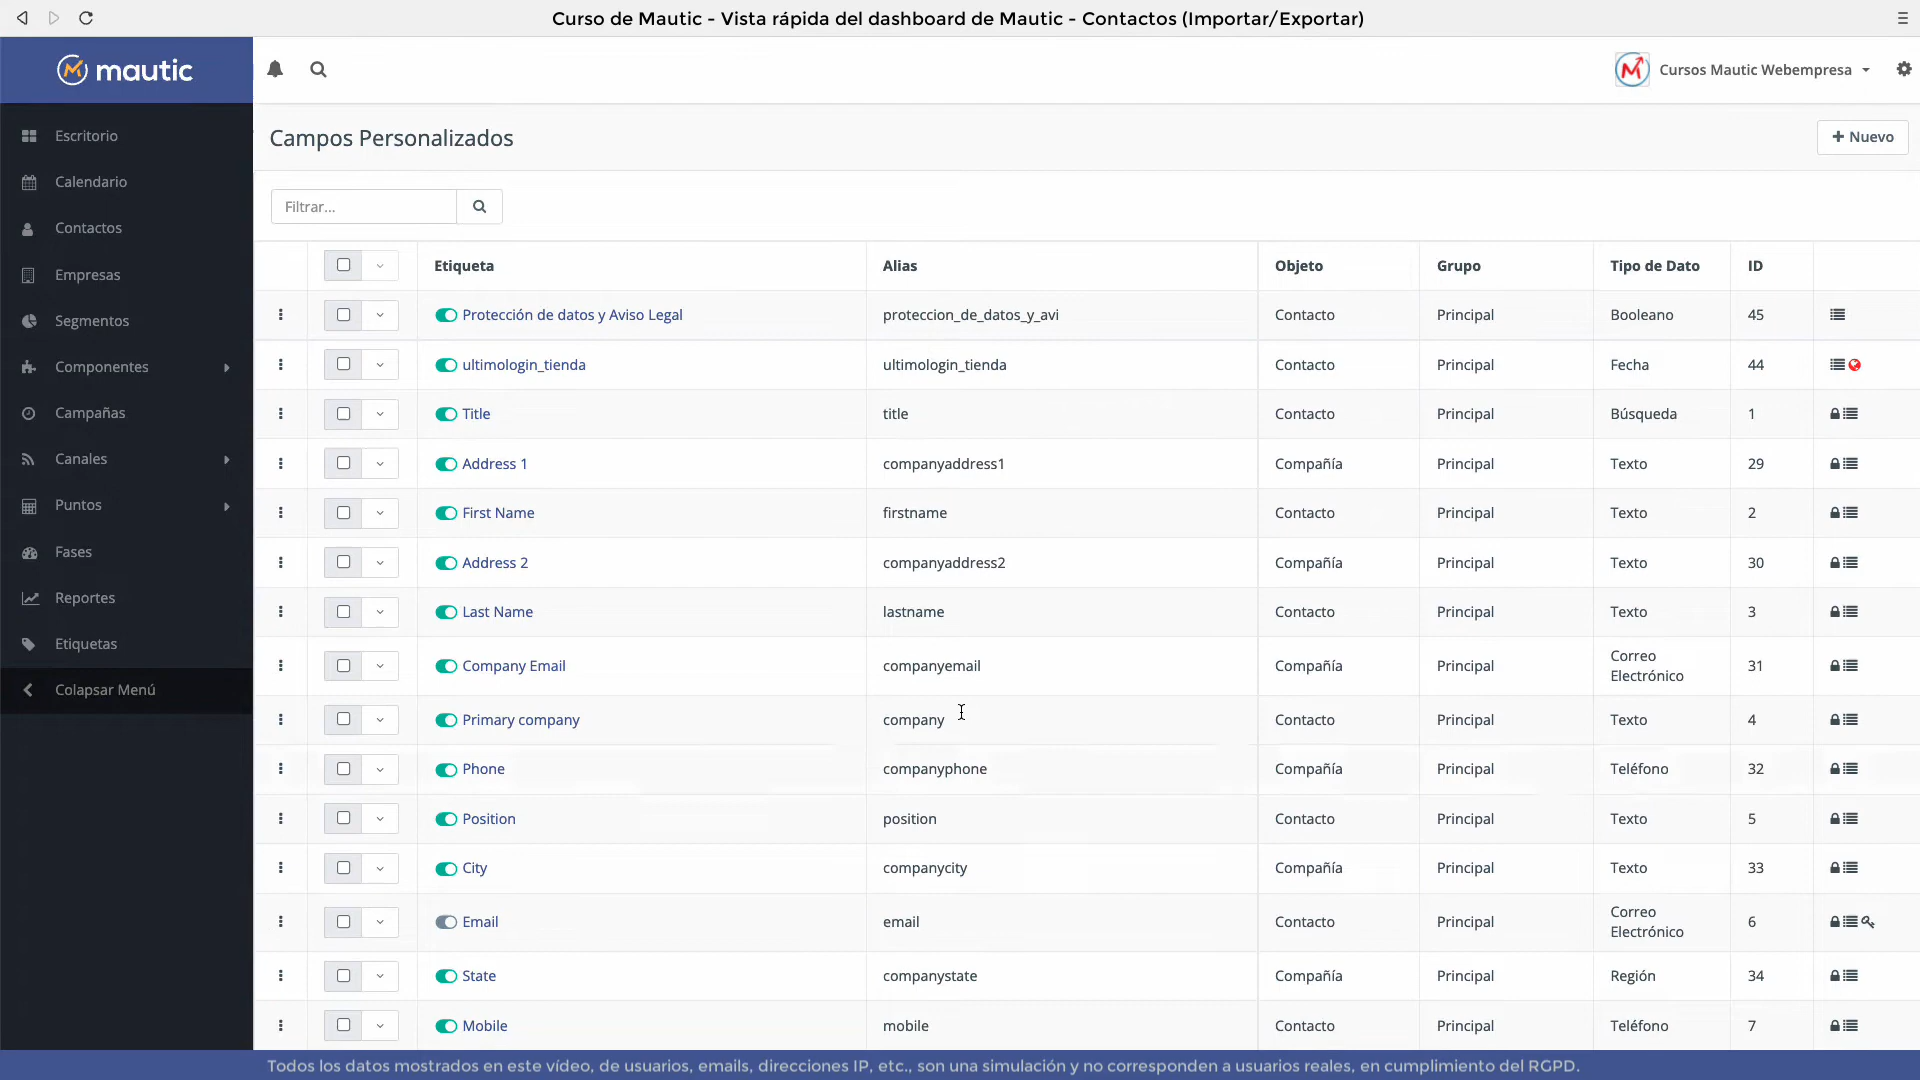 Curso de Mautic - Vista rápida del dashboard de Mautic - Contactos (Importar/Exportar)
mautic
Cursos Mautic Webempresa
Escritorio
Calendario
Contactos
Empresas
Segmentos
Componentes
Campañas
Canales
Puntos
Fases
Reportes
Etiquetas
Colapsar Menú
Campos Personalizados
+ Nuevo
Filtrar...
Etiqueta Alias Objeto Grupo Tipo de Dato ID
Protección de datos y Aviso Legal proteccion_de_datos_y_avi Contacto Principal Booleano 45
ultimologin_tienda ultimologin_tienda Contacto Principal Fecha 44
Title title Contacto Principal Búsqueda 1
Address 1 companyaddress1 Compañía Principal Texto 29
First Name firstname Contacto Principal Texto 2
Address 2 companyaddress2 Compañía Principal Texto 30
Last Name lastname Contacto Principal Texto 3
Company Email companyemail Compañía Principal Correo Electrónico 31
Primary company company Contacto Principal Texto 4
Phone companyphone Compañía Principal Teléfono 32
Position position Contacto Principal Texto 5
City companycity Compañía Principal Texto 33
Email email Contacto Principal Correo Electrónico 6
State companystate Compañía Principal Región 34
Mobile mobile Contacto Principal Teléfono 7
Todos los datos mostrados en este vídeo, de usuarios, emails, direcciones IP, etc., son una simulación y no corresponden a usuarios reales, en cumplimiento del RGPD.